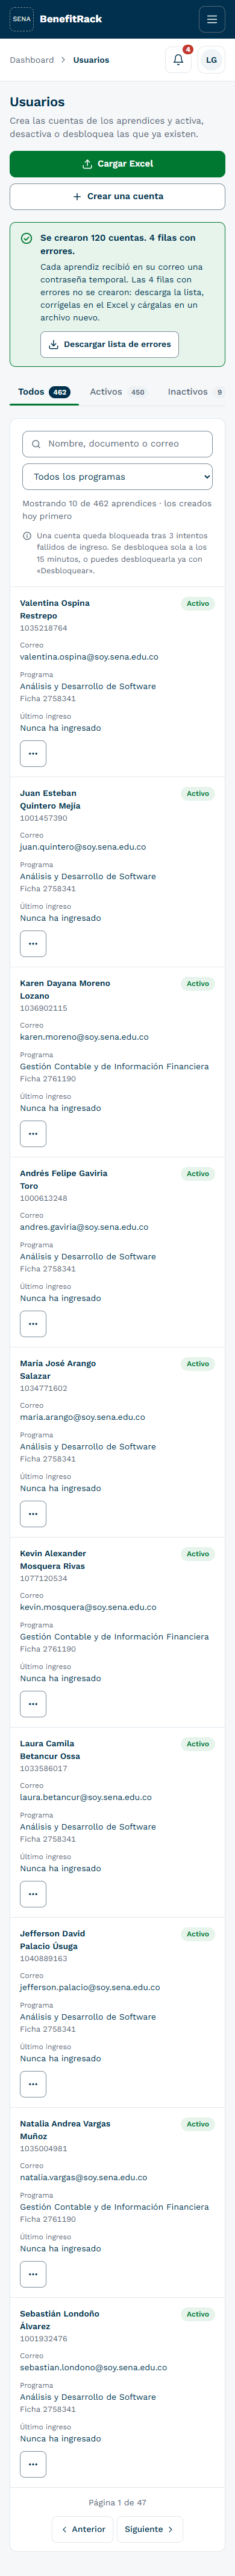 SENA BenefitRack
Dashboard > Usuarios
4
LG
Usuarios
Crea las cuentas de los aprendices y activa,
desactiva o desbloquea las que ya existen.
Cargar Excel
+ Crear una cuenta
Se crearon 120 cuentas. 4 filas con
errores.
Cada aprendiz recibió en su correo una
contraseña temporal. Las 4 filas con
errores no se crearon: descarga la lista,
corrígelas en el Excel y cárgalas en un
archivo nuevo.
Descargar lista de errores
Todos 462 Activos 450 Inactivos 9
Nombre, documento o correo
Todos los programas
Mostrando 10 de 462 aprendices · los creados
hoy primero
Una cuenta queda bloqueada tras 3 intentos
fallidos de ingreso. Se desbloquea sola a los
15 minutos, o puedes desbloquearla ya con
«Desbloquear».
Valentina Ospina
Restrepo
Activo
1035218764
Correo
valentina.ospina@soy.sena.edu.co
Programa
Análisis y Desarrollo de Software
Ficha 2758341
Último ingreso
Nunca ha ingresado
Juan Esteban
Quintero Mejía
Activo
1001457390
Correo
juan.quintero@soy.sena.edu.co
Programa
Análisis y Desarrollo de Software
Ficha 2758341
Último ingreso
Nunca ha ingresado
Karen Dayana Moreno
Lozano
Activo
1036902115
Correo
karen.moreno@soy.sena.edu.co
Programa
Gestión Contable y de Información Financiera
Ficha 2761190
Último ingreso
Nunca ha ingresado
Andrés Felipe Gaviria
Toro
Activo
1000613248
Correo
andres.gaviria@soy.sena.edu.co
Programa
Análisis y Desarrollo de Software
Ficha 2758341
Último ingreso
Nunca ha ingresado
María José Arango
Salazar
Activo
1034771602
Correo
maria.arango@soy.sena.edu.co
Programa
Análisis y Desarrollo de Software
Ficha 2758341
Último ingreso
Nunca ha ingresado
Kevin Alexander
Mosquera Rivas
Activo
1077120534
Correo
kevin.mosquera@soy.sena.edu.co
Programa
Gestión Contable y de Información Financiera
Ficha 2761190
Último ingreso
Nunca ha ingresado
Laura Camila
Betancur Ossa
Activo
1033586017
Correo
laura.betancur@soy.sena.edu.co
Programa
Análisis y Desarrollo de Software
Ficha 2758341
Último ingreso
Nunca ha ingresado
Jefferson David
Palacio Úsuga
Activo
1040889163
Correo
jefferson.palacio@soy.sena.edu.co
Programa
Análisis y Desarrollo de Software
Ficha 2758341
Último ingreso
Nunca ha ingresado
Natalia Andrea Vargas
Muñoz
Activo
1035004981
Correo
natalia.vargas@soy.sena.edu.co
Programa
Gestión Contable y de Información Financiera
Ficha 2761190
Último ingreso
Nunca ha ingresado
Sebastián Londoño
Álvarez
Activo
1001932476
Correo
sebastian.londono@soy.sena.edu.co
Programa
Análisis y Desarrollo de Software
Ficha 2758341
Último ingreso
Nunca ha ingresado
Página 1 de 47
Anterior
Siguiente